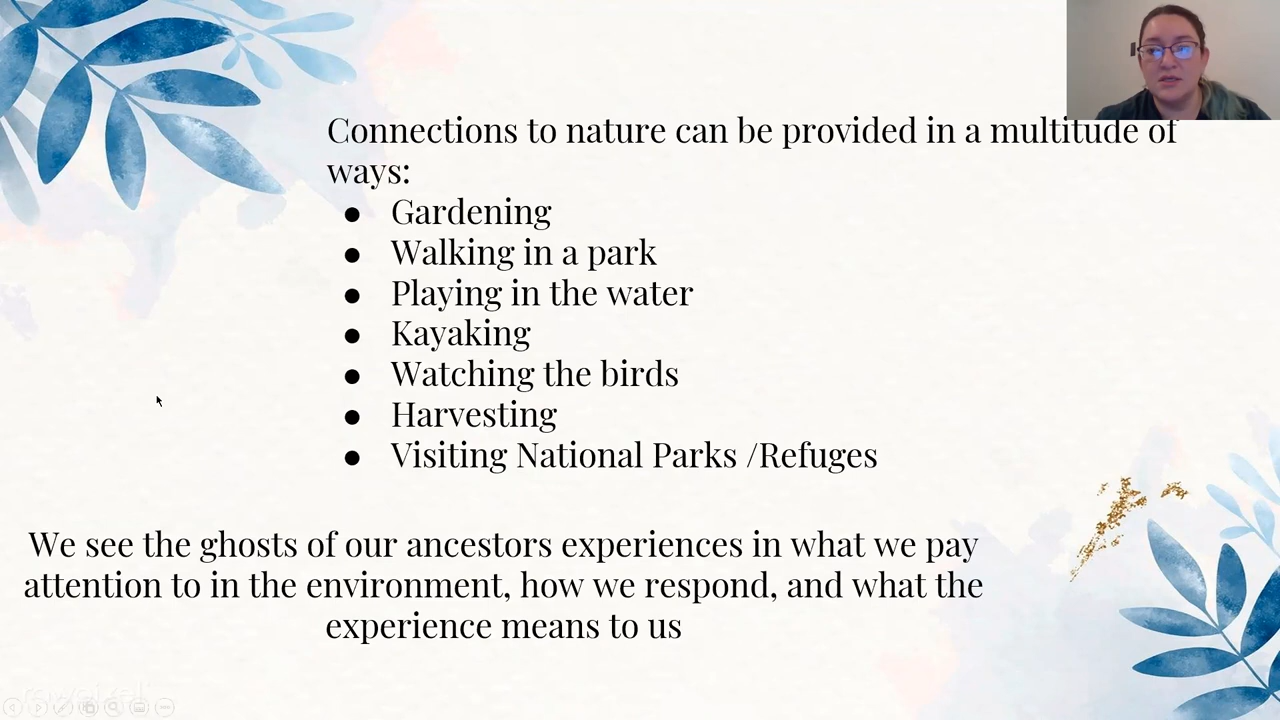 Connections to nature can be provided in a multitude of
ways:
● Gardening
● Walking in a park
● Playing in the water
● Kayaking
● Watching the birds
● Harvesting
● Visiting National Parks /Refuges
We see the ghosts of our ancestors experiences in what we pay
attention to in the environment, how we respond, and what the
experience means to us